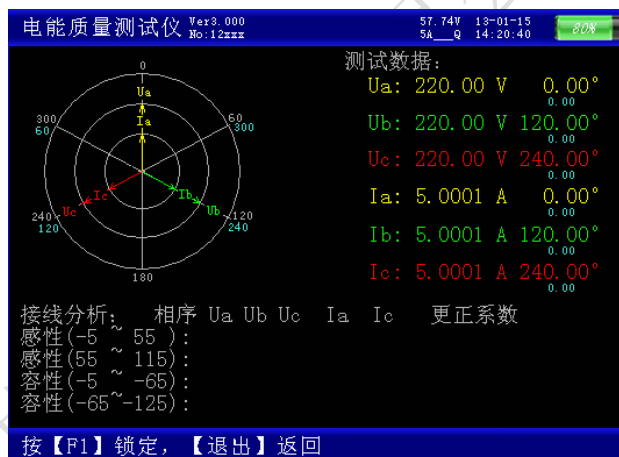 电能质量测试仪 Ver3.000 57.74V 13-01-15
No:12xxx 5A__Q 14:20:40 80%
测试数据:
Ua: 220.00 V 0.00°
0.00
Ub: 220.00 V 120.00°
0.00
Uc: 220.00 V 240.00°
0.00
Ia: 5.0001 A 0.00°
0.00
Ib: 5.0001 A 120.00°
0.00
Ic: 5.0001 A 240.00°
0.00
0
Ua
300 60
60 Ia 300
Uc Ic Ib Ub
240 120
120 240
180
接线分析: 相序 Ua Ub Uc Ia Ic 更正系数
感性(-5 ~ 55 ):
感性(55 ~ 115):
容性(-5 ~ -65):
容性(-65~-125):
按【F1】锁定，【退出】返回